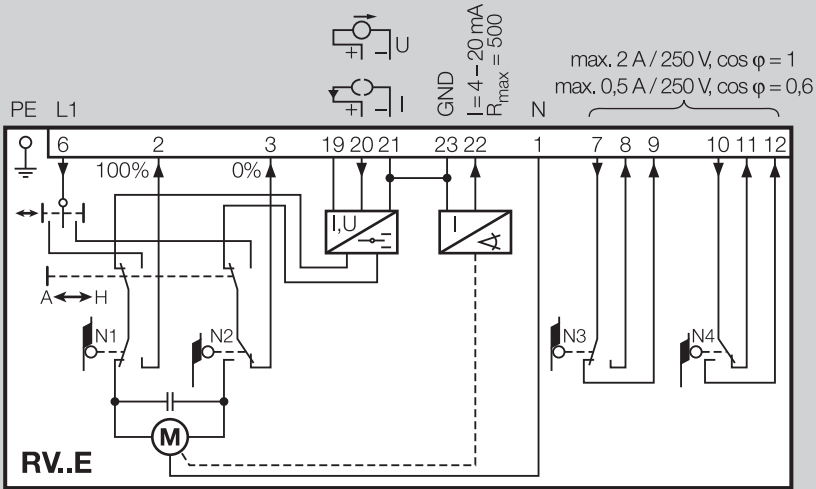 + − U
+ − I
GND
I = 4 – 20 mA
Rmax = 500
max. 2 A / 250 V, cos φ = 1
max. 0,5 A / 250 V, cos φ = 0,6
PE L1 N
6 2 3 19 20 21 23 22 1 7 8 9 10 11 12
100% 0%
I,U I
A H
N1 N2 N3 N4
M
RV..E